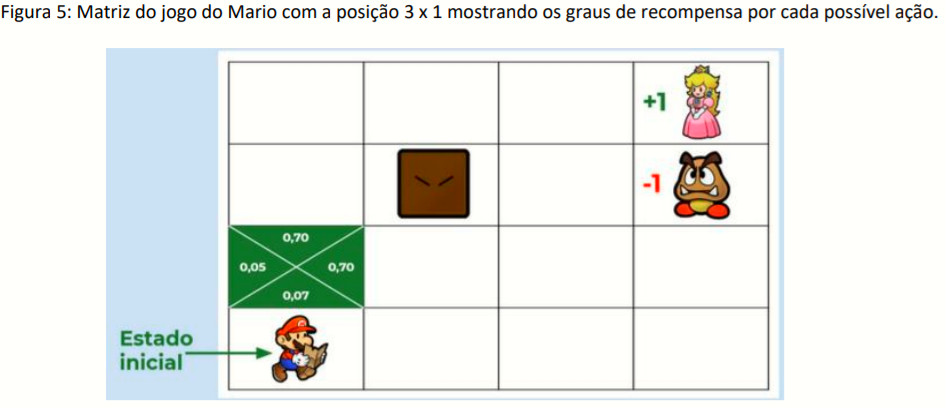 Figura 5: Matriz do jogo do Mario com a posição 3 x 1 mostrando os graus de recompensa por cada possível ação.
+1
-1
0,70
0,05
0,70
0,07
Estado
inicial